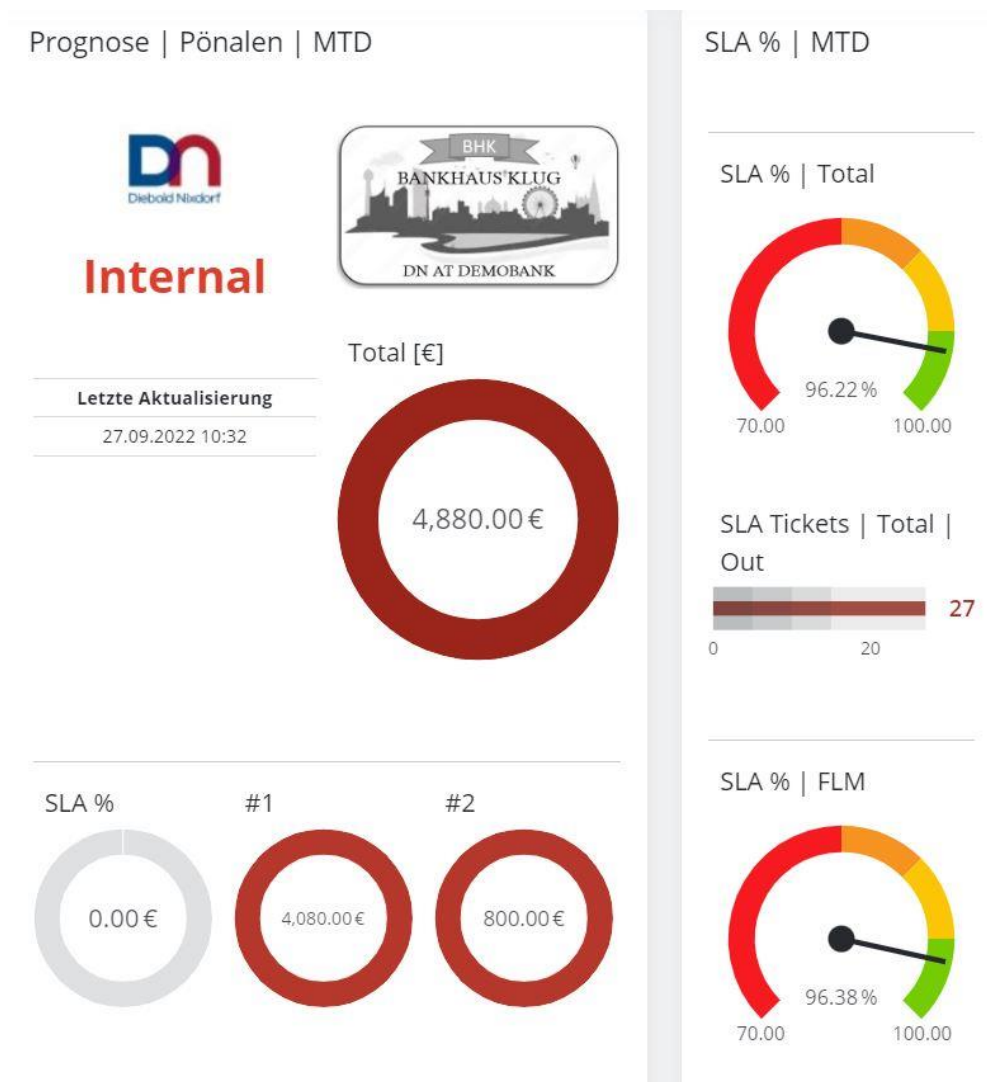 Prognose | Pönalen | MTD
DN
Diebold Nixdorf
Internal
BHK
BANKHAUS KLUG
DN AT DEMOBANK
Letzte Aktualisierung
27.09.2022 10:32
Total [€]
4,880.00 €
SLA %
0.00 €
#1
4,080.00 €
#2
800.00 €
SLA % | MTD
SLA % | Total
96.22 %
70.00 100.00
SLA Tickets | Total |
Out
27
0 20
SLA % | FLM
96.38 %
70.00 100.00